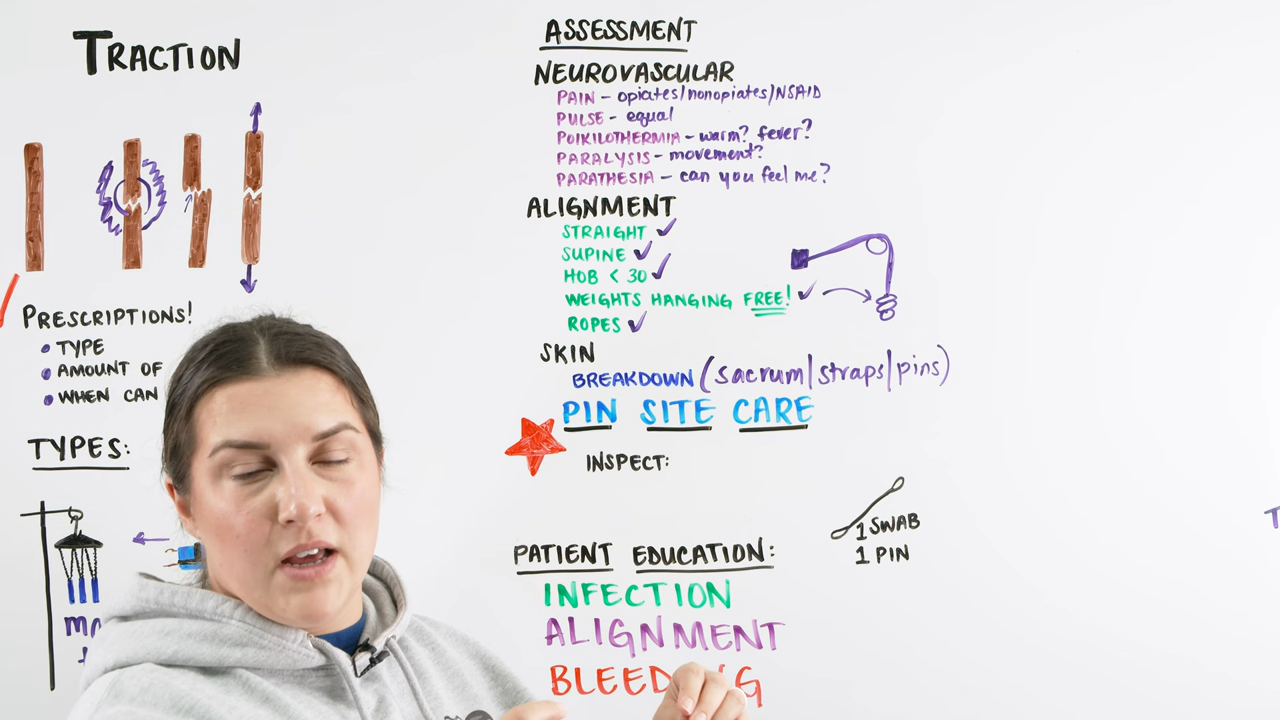 TRACTION
PRESCRIPTIONS!
• TYPE
• AMOUNT OF
• WHEN CAN
TYPES:
ASSESSMENT
NEUROVASCULAR
PAIN - opiates/nonopiates/NSAID
PULSE - equal
POIKILOTHERMIA - warm? fever?
PARALYSIS - movement?
PARATHESIA - can you feel me?
ALIGNMENT
STRAIGHT ✓
SUPINE ✓
HOB < 30 ✓
WEIGHTS HANGING FREE! ✓
ROPES ✓
SKIN
BREAKDOWN (sacrum/straps/pins)
PIN SITE CARE
INSPECT:
1 SWAB
1 PIN
PATIENT EDUCATION:
INFECTION
ALIGNMENT